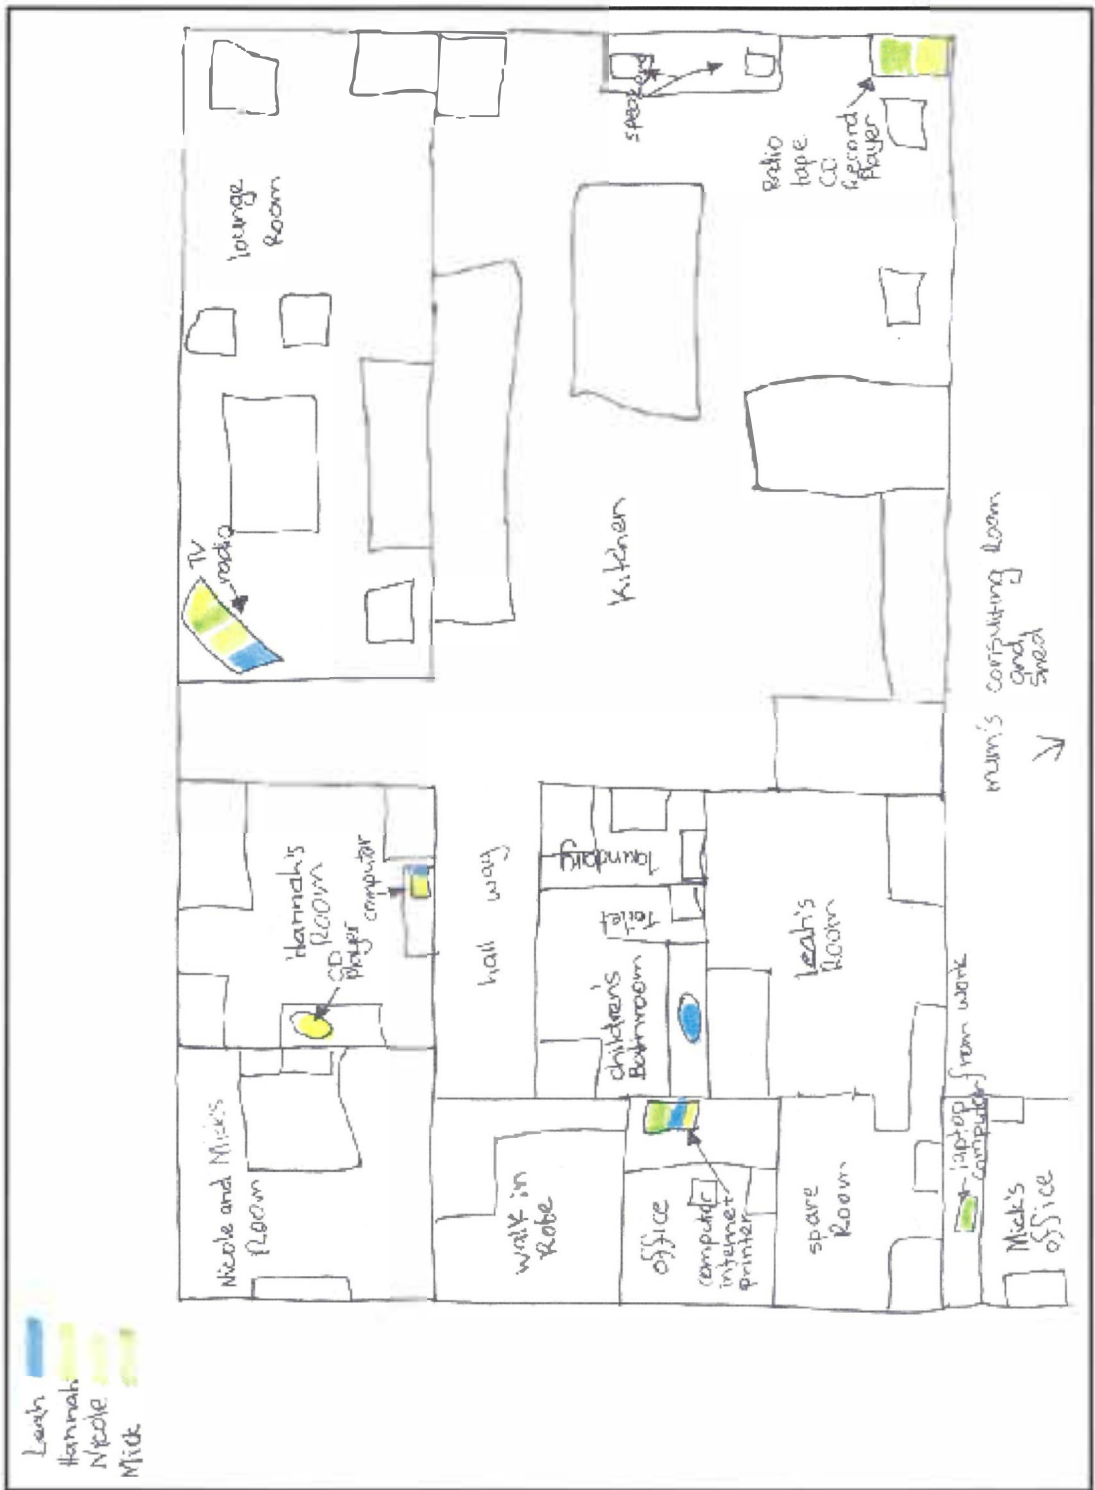 Leah
Hannah
Nicole
Mick
Nicole and Mick's
Room
Hannah's
Room
CD
Player
computer
TV
radio
lounge
Room
walk in
Robe
hall way
office
computer
internet
printer
children's
Bathroom
toilet
laundary
Kitchen
speakers
Radio
tape
CD
Record
Player
spare
Room
Leah's
Room
Mick's
office
laptop
computer from work
mum's consulting Room
and
shed